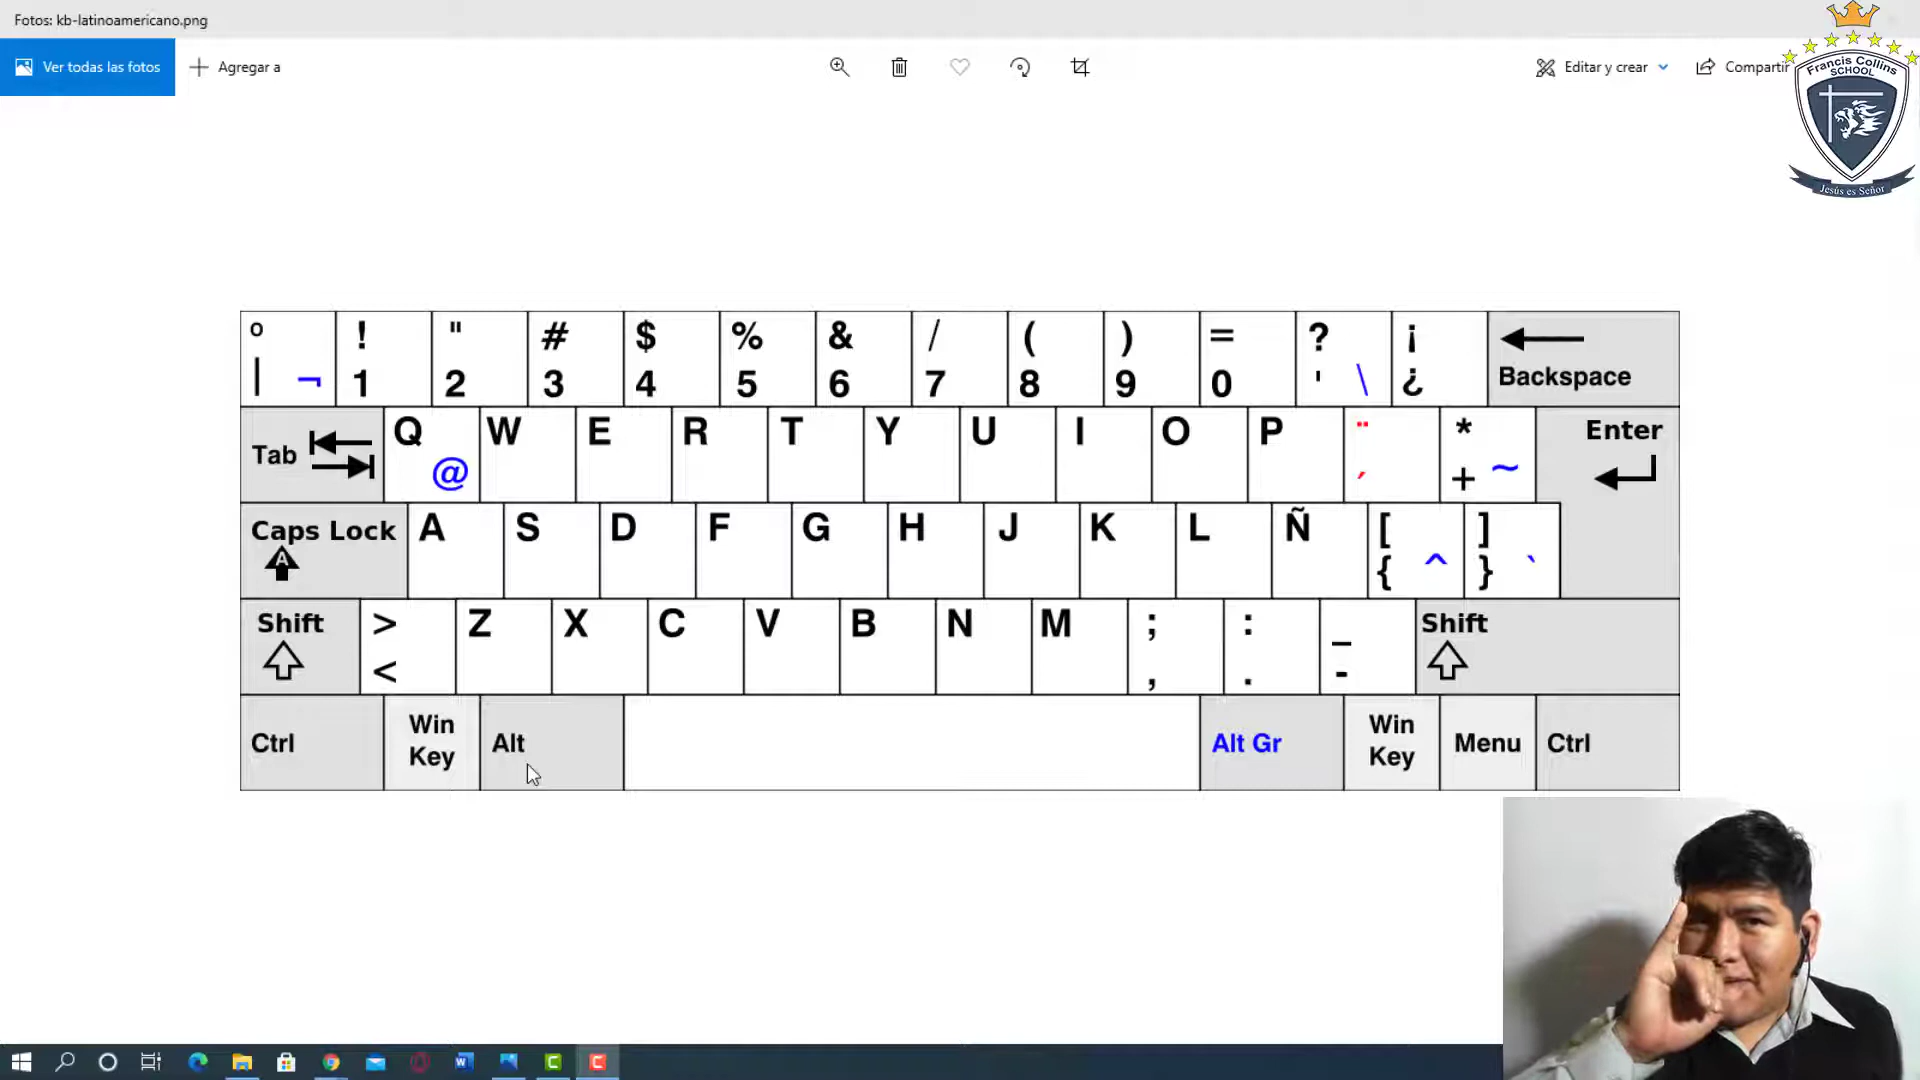 Fotos: kb-latinoamericano.png
Ver todas las fotos
Agregar a
Editar y crear
Compartir
Francis Collins
SCHOOL
Jesús es Señor
° ! " # $ % & / ( ) = ? ¡
| ¬ 1 2 3 4 5 6 7 8 9 0 ' \ ¿ Backspace
Tab Q W E R T Y U I O P ¨ * Enter
@ ´ + ~
Caps Lock A S D F G H J K L Ñ [ ]
A { ^ } `
Shift > Z X C V B N M ; : _ Shift
< , . -
Ctrl Win Key Alt Alt Gr Win Key Menu Ctrl